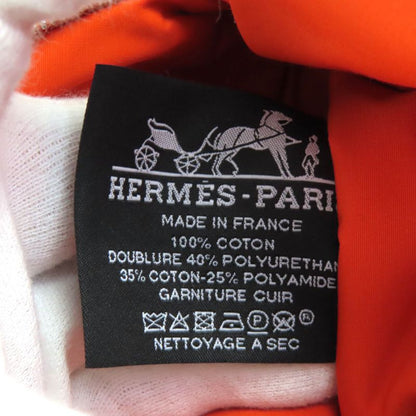 HERMÈS-PARIS
MADE IN FRANCE
100% COTON
DOUBLURE 40% POLYURETHAN
35% COTON-25% POLYAMIDE
GARNITURE CUIR
P
NETTOYAGE A SEC